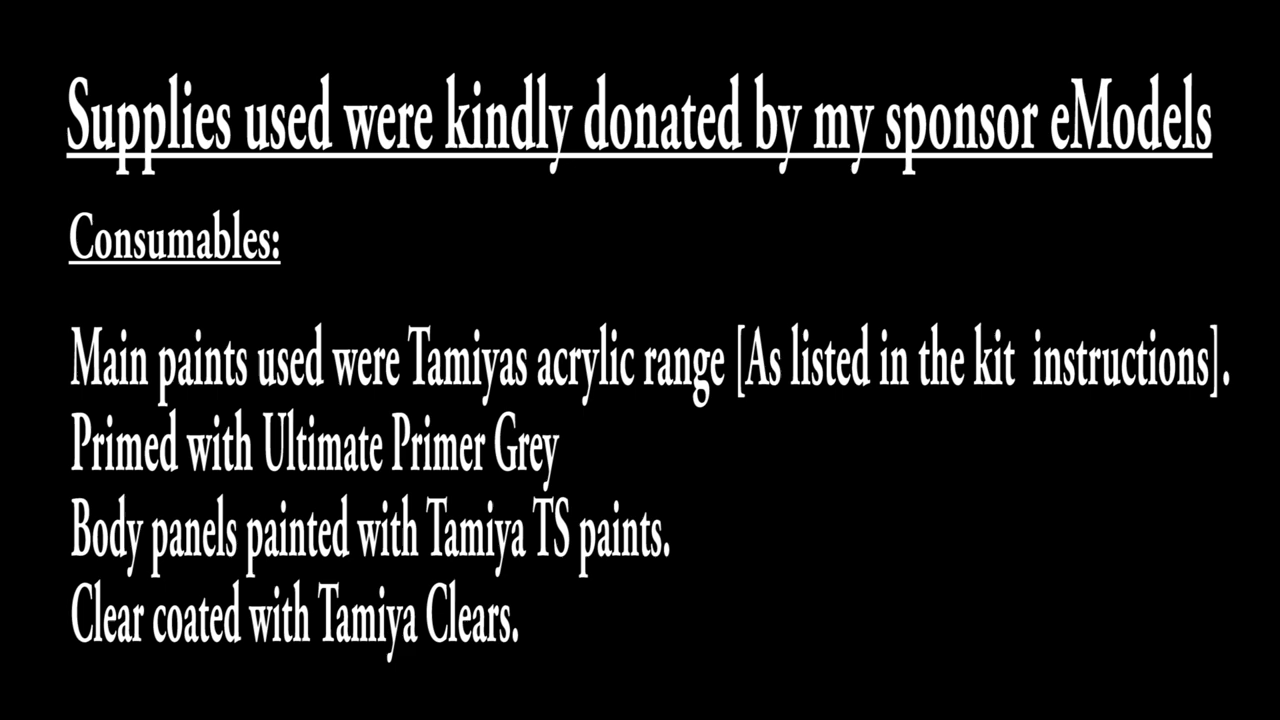 Supplies used were kindly donated by my sponsor eModels
Consumables:
Main paints used were Tamiyas acrylic range [As listed in the kit  instructions].
Primed with Ultimate Primer Grey
Body panels painted with Tamiya TS paints.
Clear coated with Tamiya Clears.